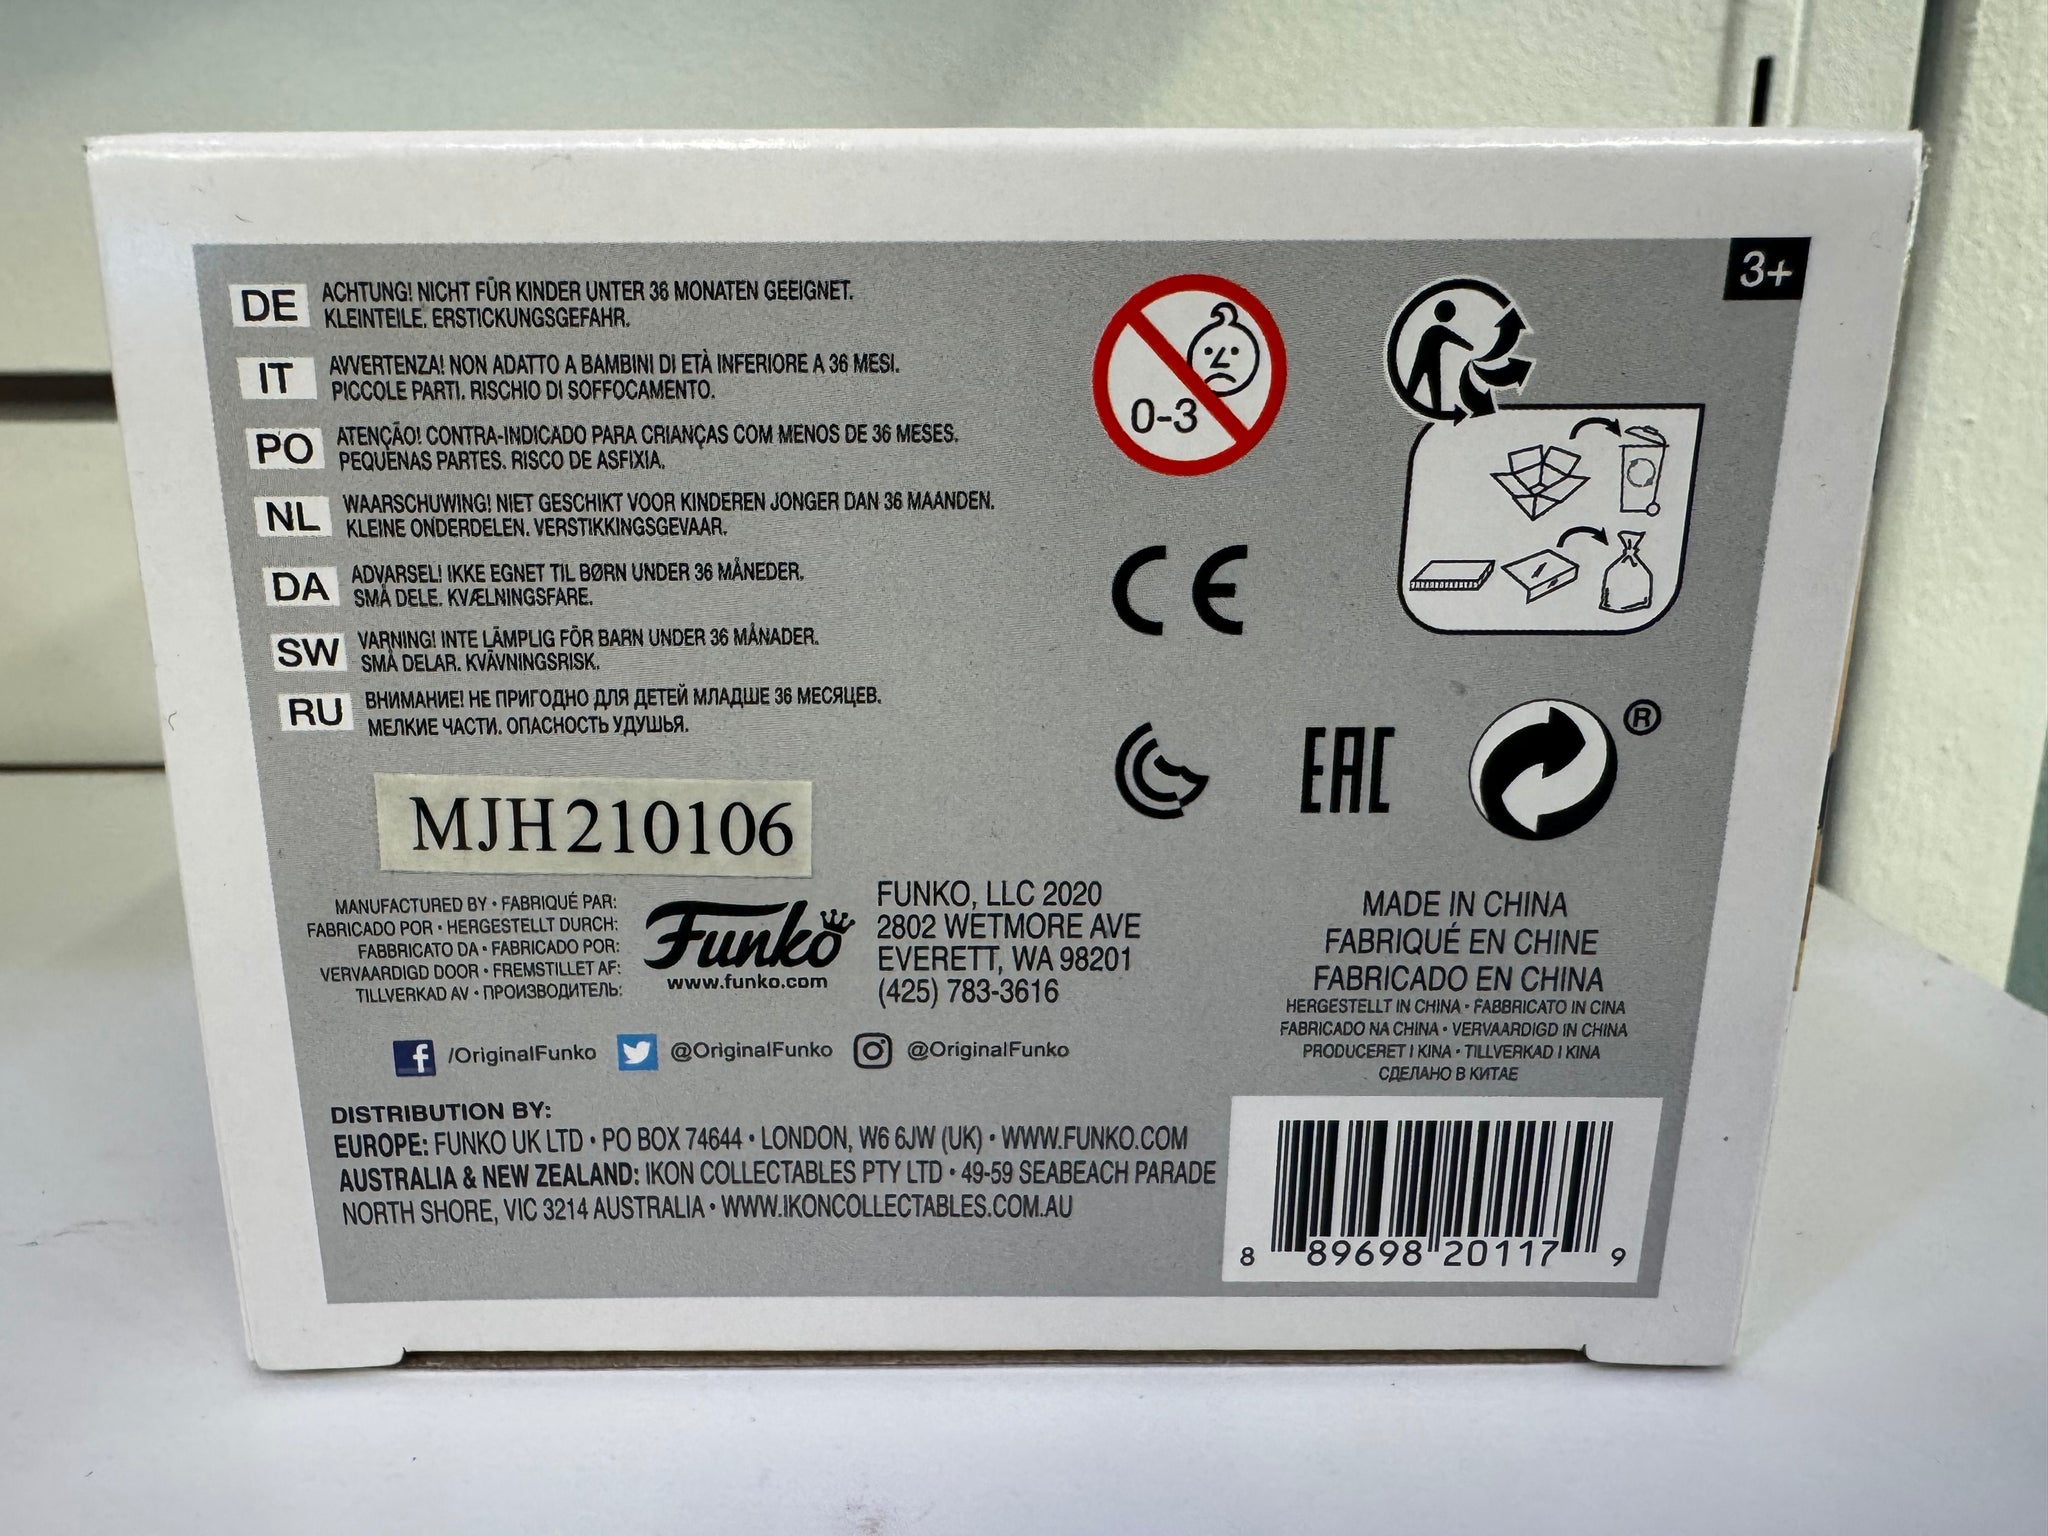 3+
DE
ACHTUNG! NICHT FÜR KINDER UNTER 36 MONATEN GEEIGNET.
KLEINTEILE. ERSTICKUNGSGEFAHR.
IT
AVVERTENZA! NON ADATTO A BAMBINI DI ETÀ INFERIORE A 36 MESI.
PICCOLE PARTI. RISCHIO DI SOFFOCAMENTO.
PO
ATENÇÃO! CONTRA-INDICADO PARA CRIANÇAS COM MENOS DE 36 MESES.
PEQUENAS PARTES. RISCO DE ASFIXIA.
NL
WAARSCHUWING! NIET GESCHIKT VOOR KINDEREN JONGER DAN 36 MAANDEN.
KLEINE ONDERDELEN. VERSTIKKINGSGEVAAR.
DA
ADVARSEL! IKKE EGNET TIL BØRN UNDER 36 MÅNEDER.
SMÅ DELE. KVÆLNINGSFARE.
SW
VARNING! INTE LÄMPLIG FÖR BARN UNDER 36 MÅNADER.
SMÅ DELAR. KVÄVNINGSRISK.
RU
ВНИМАНИЕ! НЕ ПРИГОДНО ДЛЯ ДЕТЕЙ МЛАДШЕ 36 МЕСЯЦЕВ.
МЕЛКИЕ ЧАСТИ. ОПАСНОСТЬ УДУШЬЯ.
0-3
CE
EAC
®
MJH210106
MANUFACTURED BY • FABRIQUÉ PAR:
FABRICADO POR • HERGESTELLT DURCH:
FABBRICATO DA • FABRICADO POR:
VERVAARDIGD DOOR • FREMSTILLET AF:
TILLVERKAD AV • ПРОИЗВОДИТЕЛЬ:
Funko
www.funko.com
FUNKO, LLC 2020
2802 WETMORE AVE
EVERETT, WA 98201
(425) 783-3616
MADE IN CHINA
FABRIQUÉ EN CHINE
FABRICADO EN CHINA
HERGESTELLT IN CHINA • FABBRICATO IN CINA
FABRICADO NA CHINA • VERVAARDIGD IN CHINA
PRODUCERET I KINA • TILLVERKAD I KINA
СДЕЛАНО В КИТАЕ
f /OriginalFunko @OriginalFunko @OriginalFunko
DISTRIBUTION BY:
EUROPE: FUNKO UK LTD • PO BOX 74644 • LONDON, W6 6JW (UK) • WWW.FUNKO.COM
AUSTRALIA & NEW ZEALAND: IKON COLLECTABLES PTY LTD • 49-59 SEABEACH PARADE
NORTH SHORE, VIC 3214 AUSTRALIA • WWW.IKONCOLLECTABLES.COM.AU
8 89698 20117 9